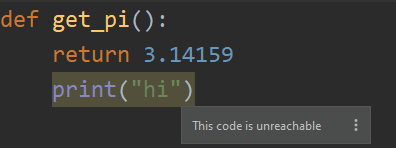 def get_pi():
    return 3.14159
    print("hi")
This code is unreachable